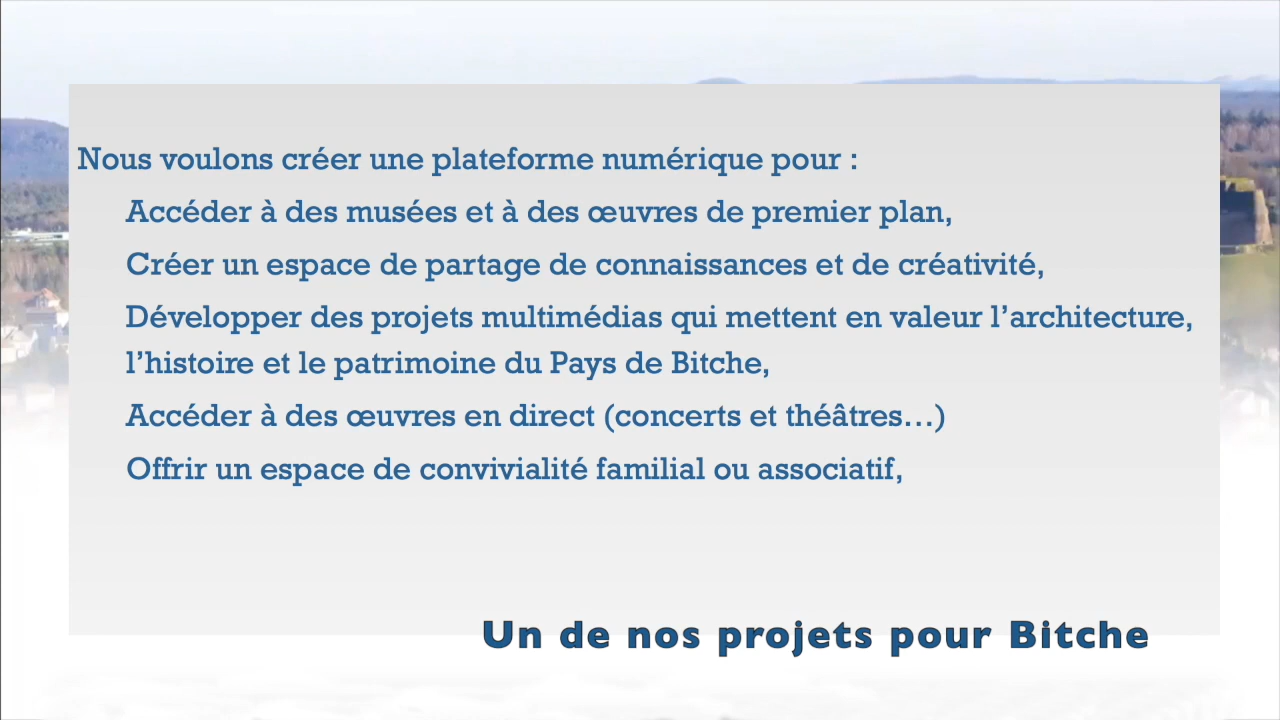 Nous voulons créer une plateforme numérique pour :
Accéder à des musées et à des œuvres de premier plan,
Créer un espace de partage de connaissances et de créativité,
Développer des projets multimédias qui mettent en valeur l’architecture,
l’histoire et le patrimoine du Pays de Bitche,
Accéder à des œuvres en direct (concerts et théâtres…)
Offrir un espace de convivialité familial ou associatif,
Un de nos projets pour Bitche